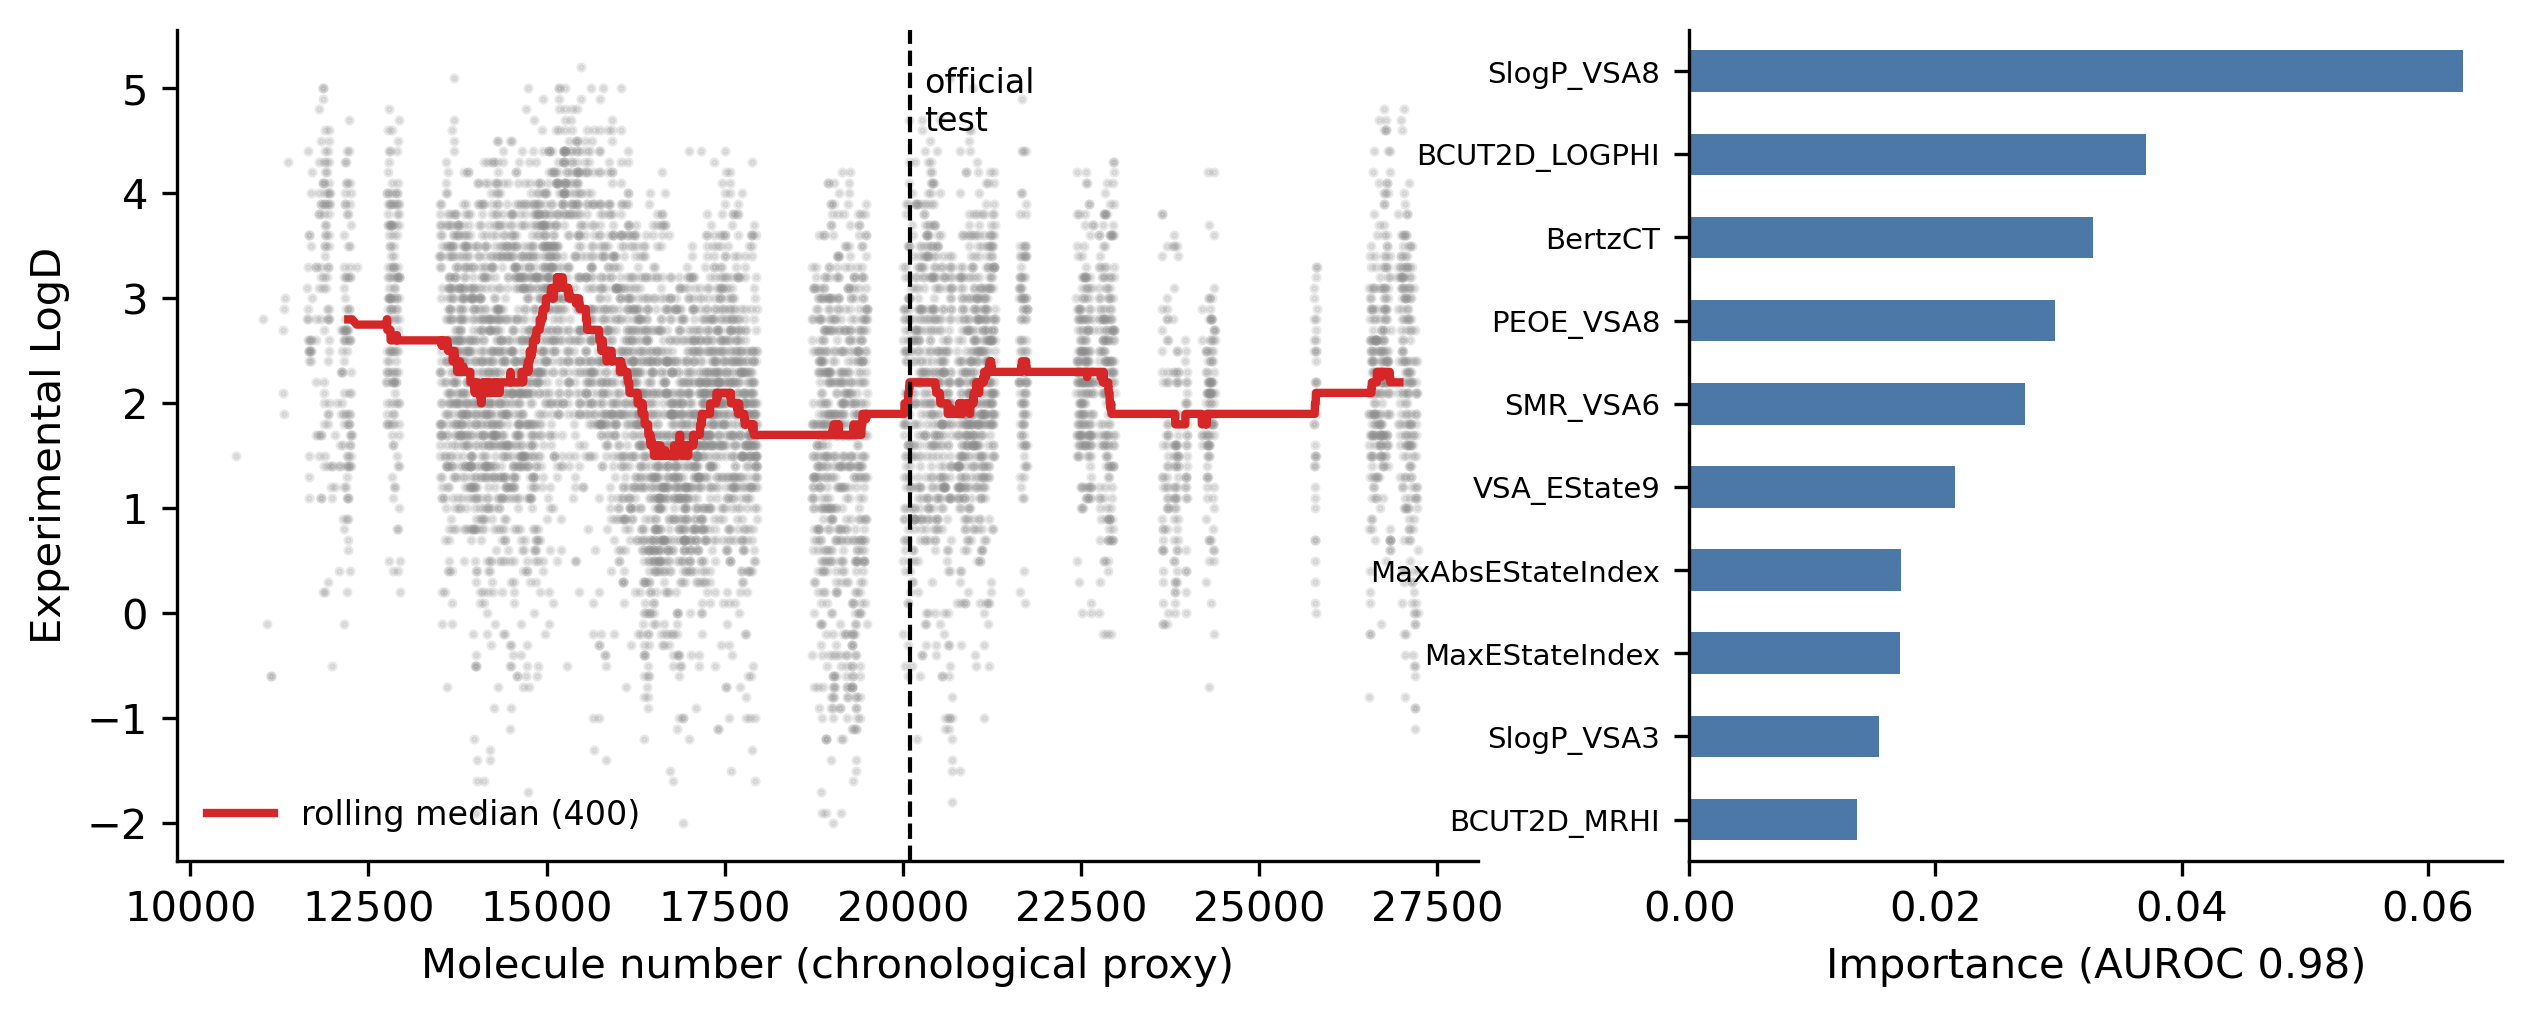 Experimental LogD
5
4
3
2
1
0
−1
−2
official
test
rolling median (400)
10000 12500 15000 17500 20000 22500 25000 27500
Molecule number (chronological proxy)
SlogP_VSA8
BCUT2D_LOGPHI
BertzCT
PEOE_VSA8
SMR_VSA6
VSA_EState9
MaxAbsEStateIndex
MaxEStateIndex
SlogP_VSA3
BCUT2D_MRHI
0.00 0.02 0.04 0.06
Importance (AUROC 0.98)